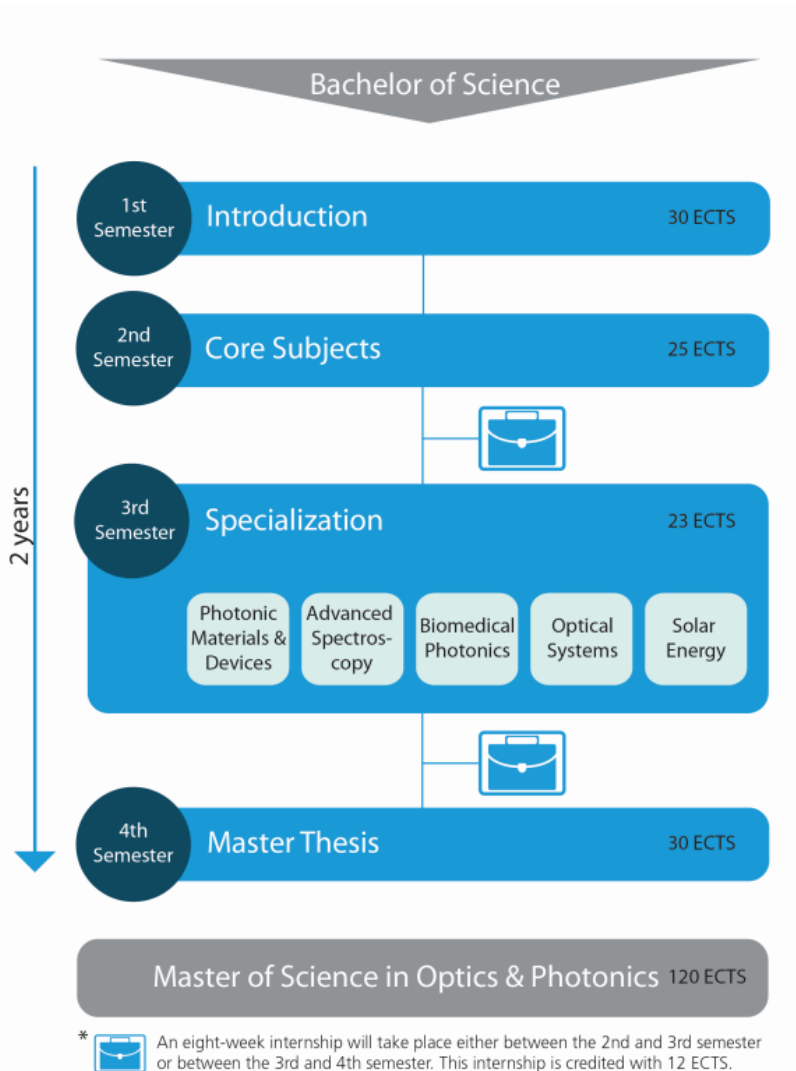 Bachelor of Science
1st
Semester
Introduction
30 ECTS
2nd
Semester
Core Subjects
25 ECTS
2 years
3rd
Semester
Specialization
23 ECTS
Photonic
Materials &
Devices
Advanced
Spectros-
copy
Biomedical
Photonics
Optical
Systems
Solar
Energy
4th
Semester
Master Thesis
30 ECTS
Master of Science in Optics & Photonics 120 ECTS
* An eight-week internship will take place either between the 2nd and 3rd semester
or between the 3rd and 4th semester. This internship is credited with 12 ECTS.